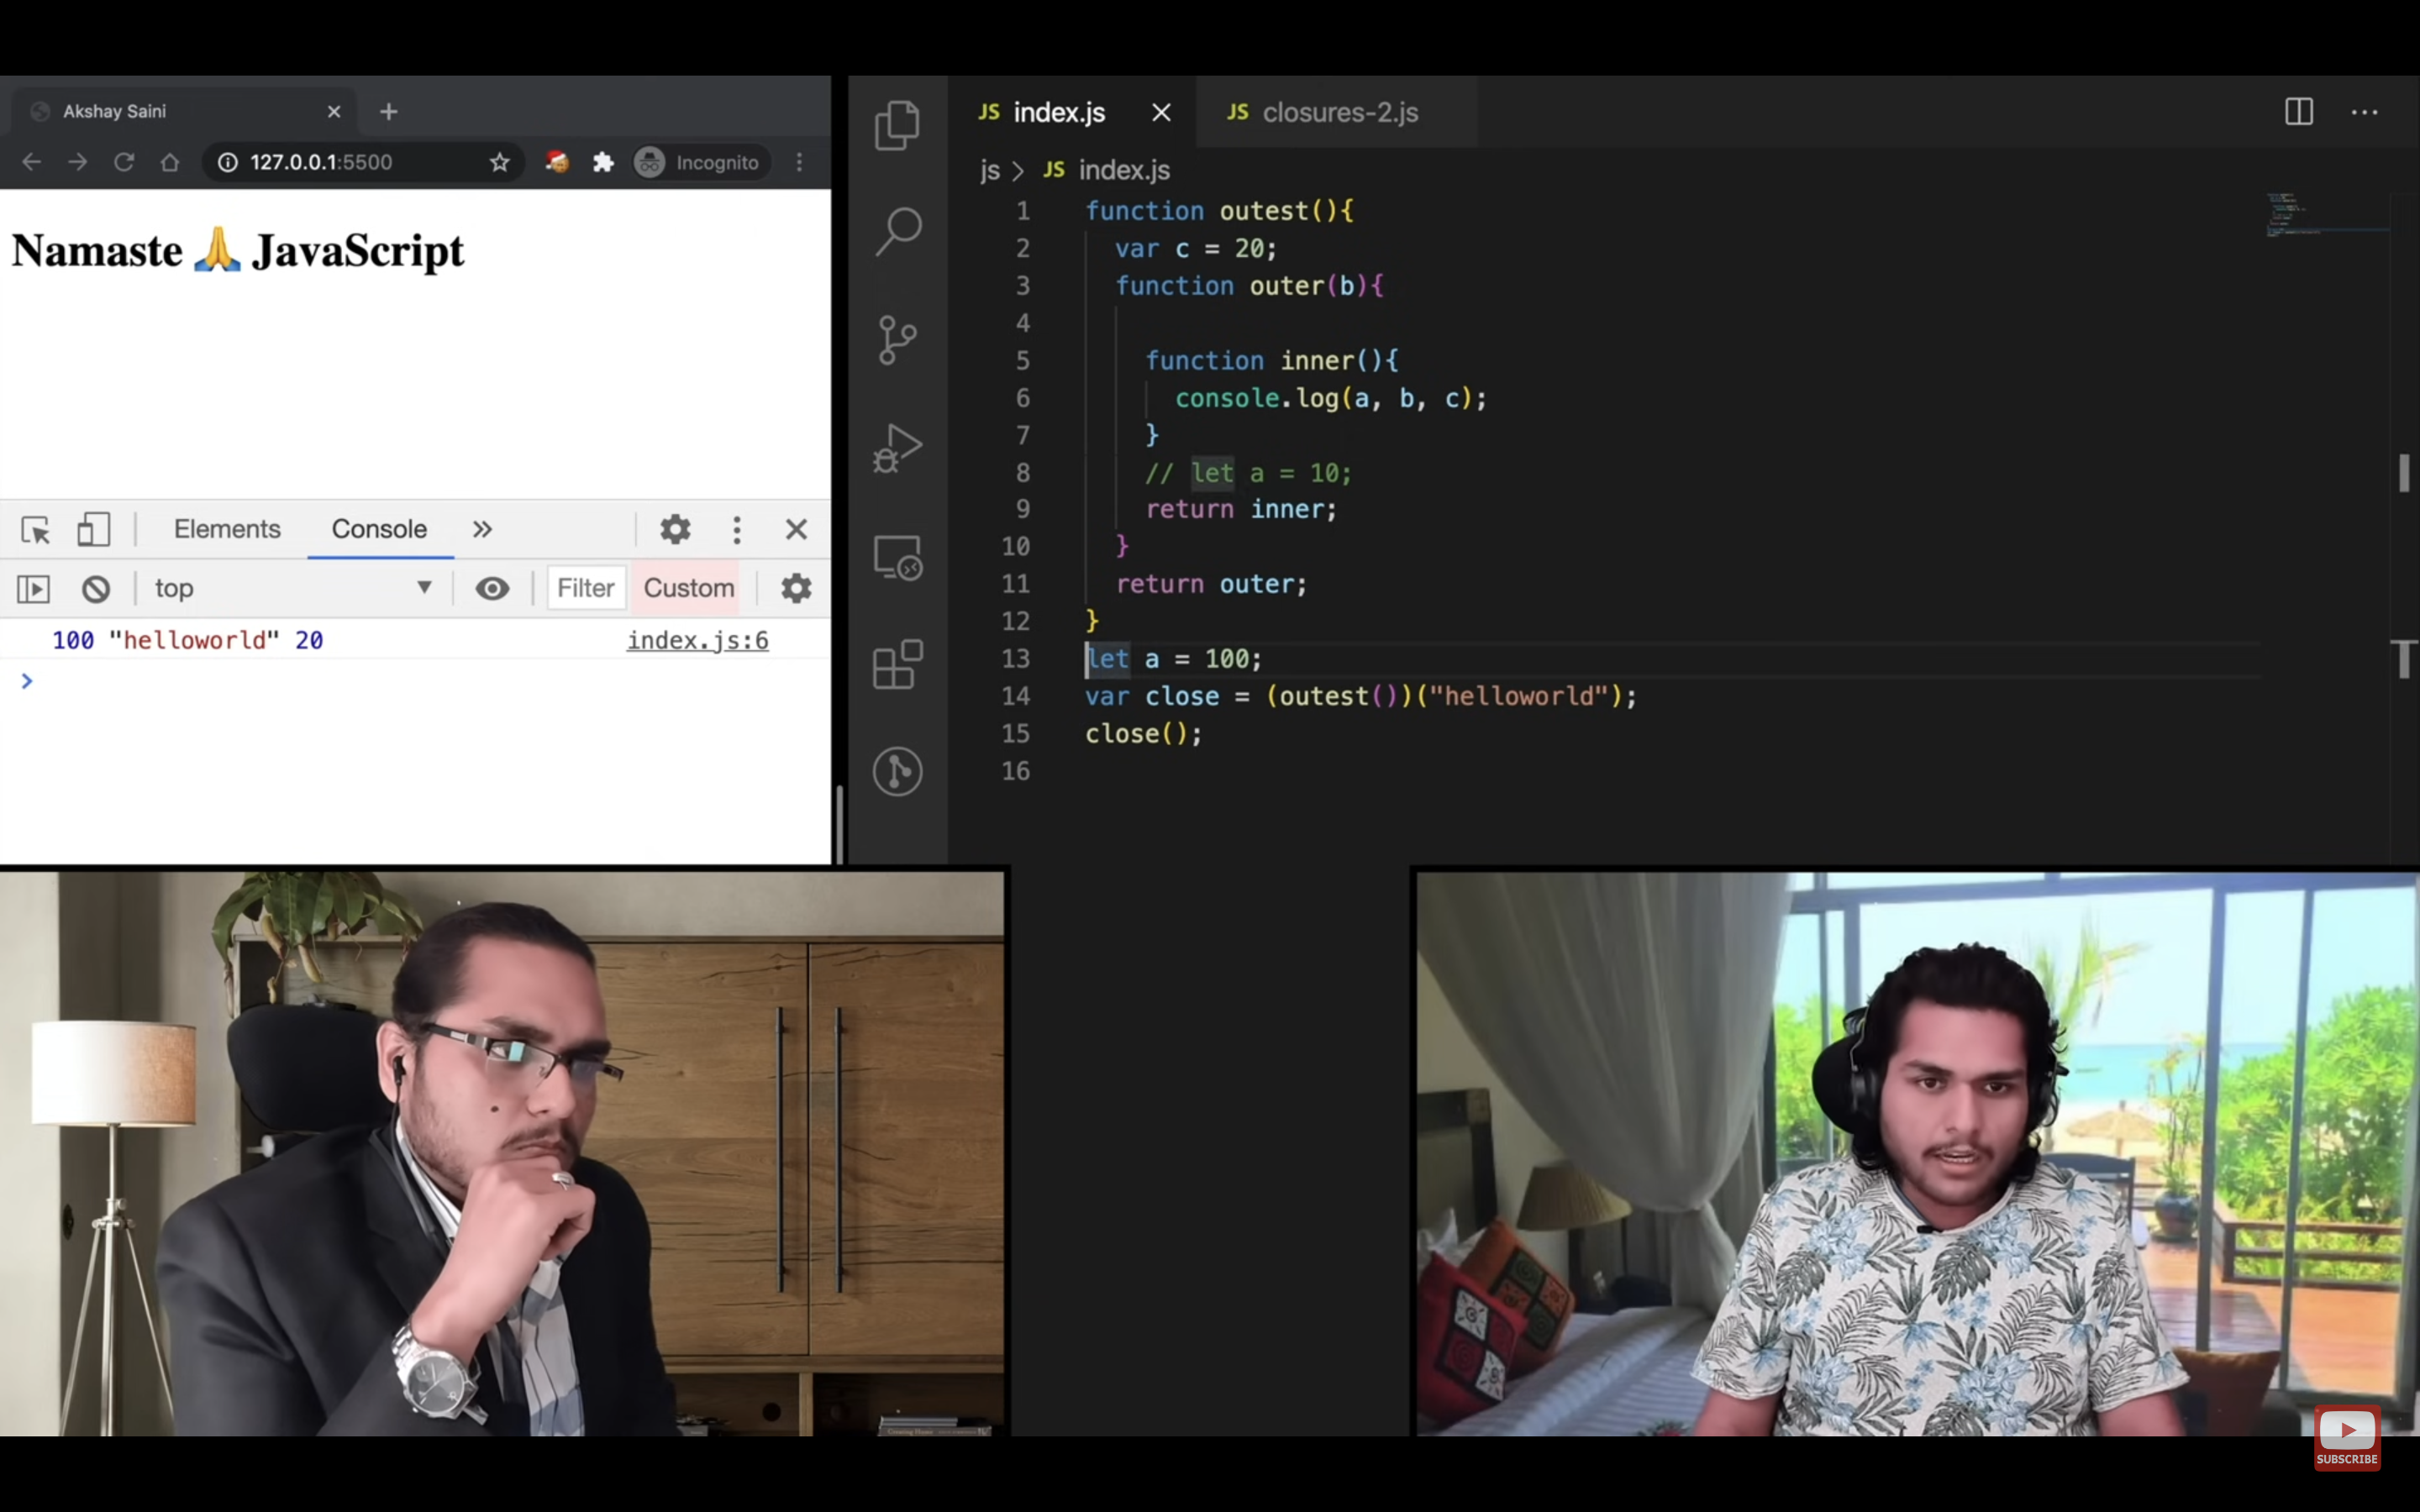 Akshay Saini
127.0.0.1:5500
Incognito
Namaste 🙏 JavaScript
Elements
Console
top
Filter
Custom
100 "helloworld" 20
index.js:6
JS index.js
JS closures-2.js
js > JS index.js
1 function outest(){
2 var c = 20;
3 function outer(b){
4
5 function inner(){
6 console.log(a, b, c);
7 }
8 // let a = 10;
9 return inner;
10 }
11 return outer;
12 }
13 let a = 100;
14 var close = (outest())("helloworld");
15 close();
16
SUBSCRIBE